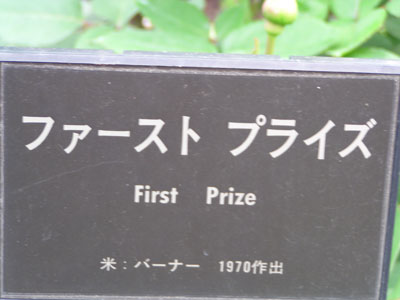 ファースト プライズ
First Prize
米：バーナー 1970作出